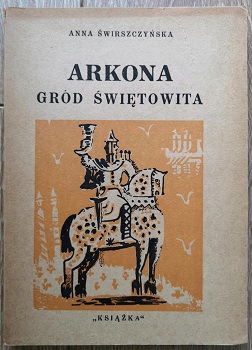 ANNA ŚWIRSZCZYŃSKA
ARKONA
GRÓD ŚWIĘTOWITA
„KSIĄŻKA"